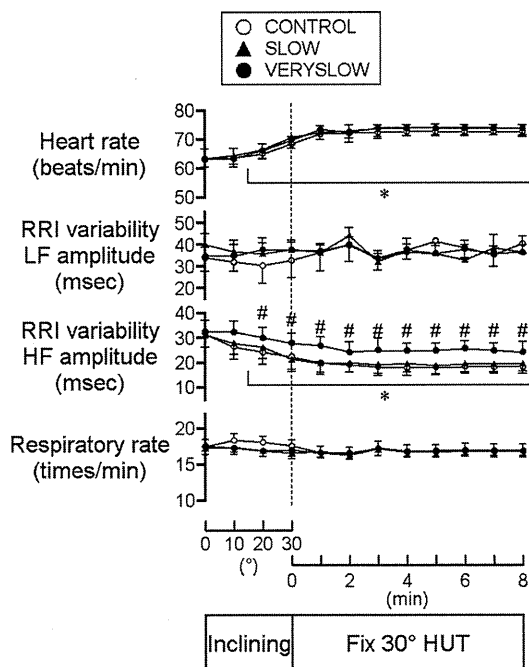 CONTROL
SLOW
VERYSLOW
Heart rate
(beats/min)
80
70
60
50
*
RRI variability
LF amplitude
(msec)
50
40
30
20
RRI variability
HF amplitude
(msec)
40
30
20
10
# # # # # # # # # #
*
Respiratory rate
(times/min)
20
15
10
0 10 20 30
(°)
0 2 4 6 8
(min)
Inclining
Fix 30° HUT